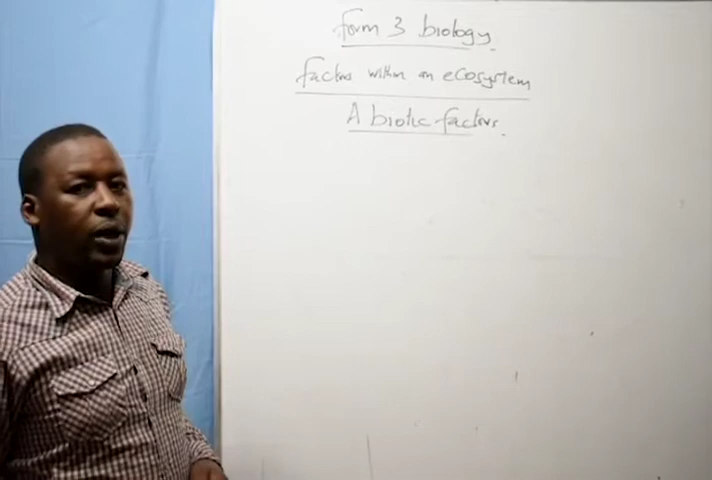 Form 3 biology.
factors within an ecosystem
A biotic factors.